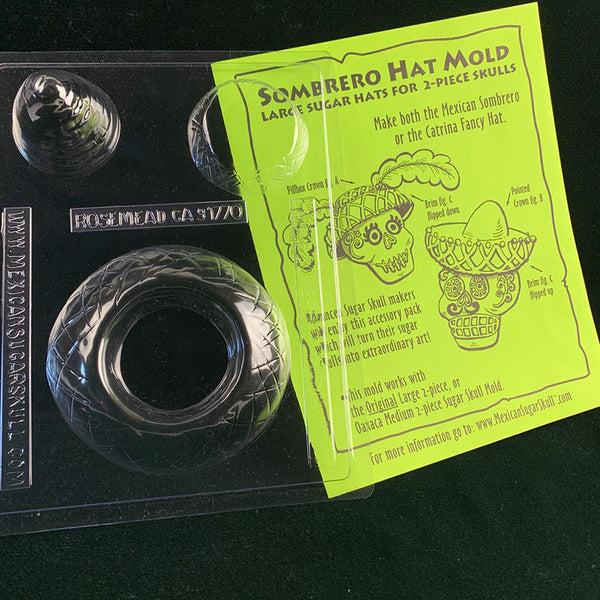 SOMBRERO HAT MOLD
LARGE SUGAR HATS FOR 2-PIECE SKULLS
Make both the Mexican Sombrero
or the Catrina Fancy Hat.
Pillbox Crown fig. A
Brim fig. C
flipped down
Pointed
Crown fig. B
Brim fig. C
flipped up
Advanced Sugar Skull makers
will enjoy this accessory pack
which will turn their sugar
skulls into extraordinary art!
This mold works with
the Original Large 2-piece, or
Oaxaca Medium 2-piece Sugar Skull Mold.
For more information go to: www.MexicanSugarSkull.com
ROSEMEAD CA 91770
WWW.MEXICANSUGARSKULL.COM